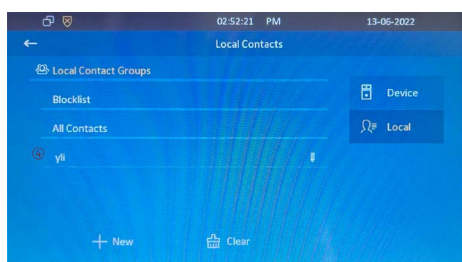 02:52:21 PM 13-06-2022
Local Contacts
Local Contact Groups
Blocklist
Device
All Contacts
Local
④ yli
New
Clear